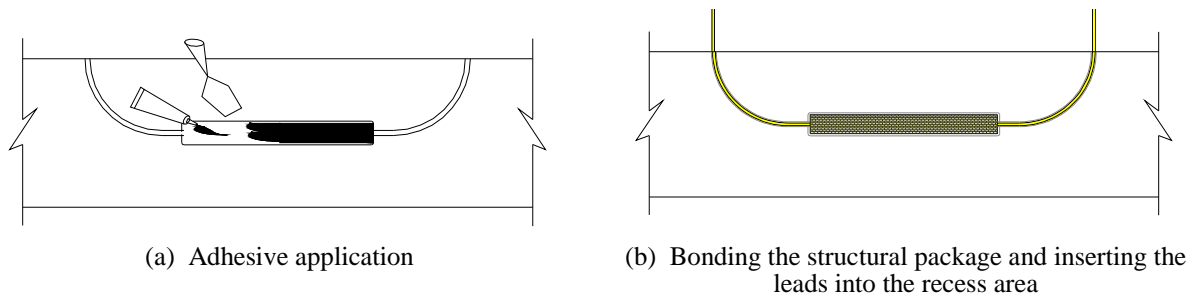 (a) Adhesive application
(b) Bonding the structural package and inserting the
leads into the recess area